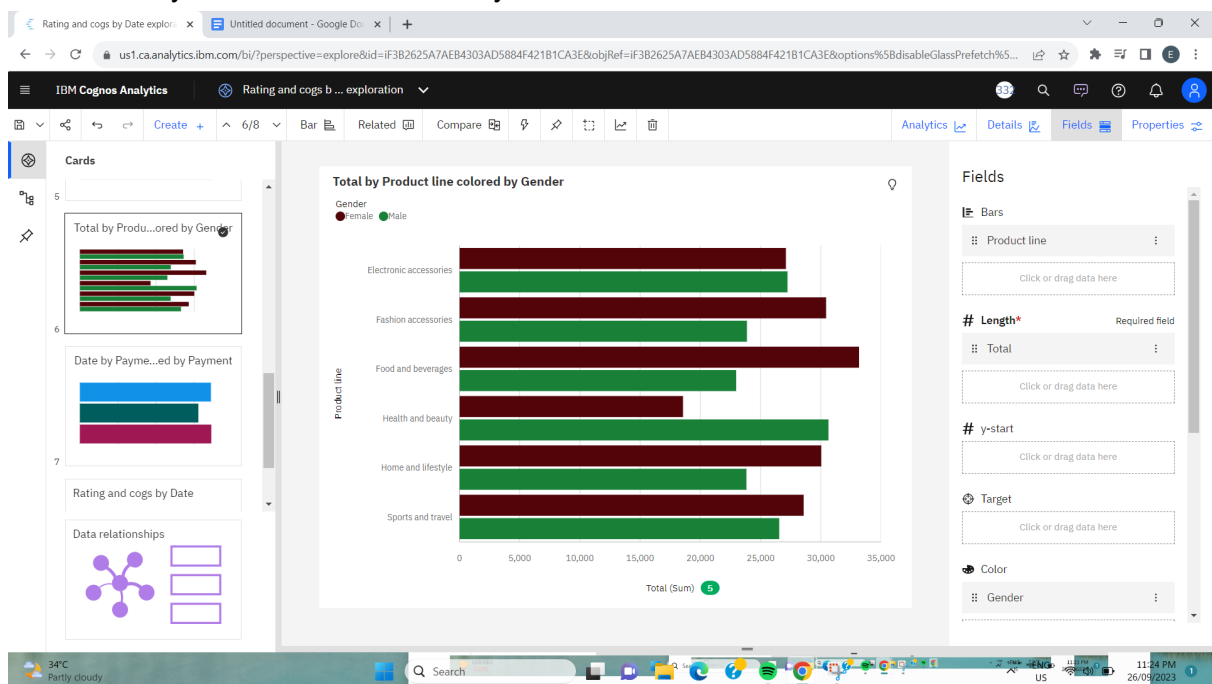 Rating and cogs by Date explora
Untitled document - Google Do
us1.ca.analytics.ibm.com/bi/?perspective=explore&id=iF3B2625A7AEB4303AD5884F421B1CA3E&objRef=iF3B2625A7AEB4303AD5884F421B1CA3E&options%5BdisableGlassPrefetch%5...
E
IBM Cognos Analytics
Rating and cogs b ... exploration
332
Create +
6/8
Bar
Related
Compare
Analytics
Details
Fields
Properties
Cards
5
Total by Produ...ored by Gender
6
Date by Payme...ed by Payment
7
Rating and cogs by Date
Data relationships
Total by Product line colored by Gender
Gender
Female Male
Product line
Electronic accessories
Fashion accessories
Food and beverages
Health and beauty
Home and lifestyle
Sports and travel
0 5,000 10,000 15,000 20,000 25,000 30,000 35,000
Total (Sum) 5
Fields
Bars
Product line
Click or drag data here
# Length* Required field
Total
Click or drag data here
# y-start
Click or drag data here
Target
Click or drag data here
Color
Gender
34°C
Partly cloudy
Search
ENG
US
11:24 PM
26/09/2023
1